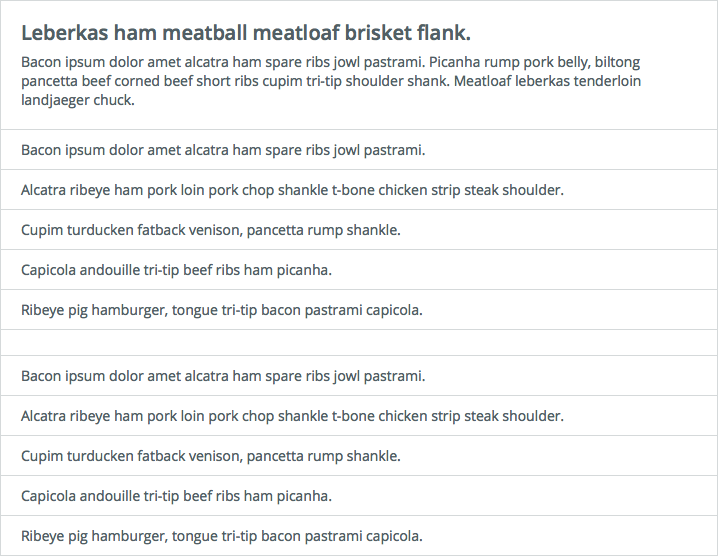 Leberkas ham meatball meatloaf brisket flank.
Bacon ipsum dolor amet alcatra ham spare ribs jowl pastrami. Picanha rump pork belly, biltong
pancetta beef corned beef short ribs cupim tri-tip shoulder shank. Meatloaf leberkas tenderloin
landjaeger chuck.
Bacon ipsum dolor amet alcatra ham spare ribs jowl pastrami.
Alcatra ribeye ham pork loin pork chop shankle t-bone chicken strip steak shoulder.
Cupim turducken fatback venison, pancetta rump shankle.
Capicola andouille tri-tip beef ribs ham picanha.
Ribeye pig hamburger, tongue tri-tip bacon pastrami capicola.
Bacon ipsum dolor amet alcatra ham spare ribs jowl pastrami.
Alcatra ribeye ham pork loin pork chop shankle t-bone chicken strip steak shoulder.
Cupim turducken fatback venison, pancetta rump shankle.
Capicola andouille tri-tip beef ribs ham picanha.
Ribeye pig hamburger, tongue tri-tip bacon pastrami capicola.